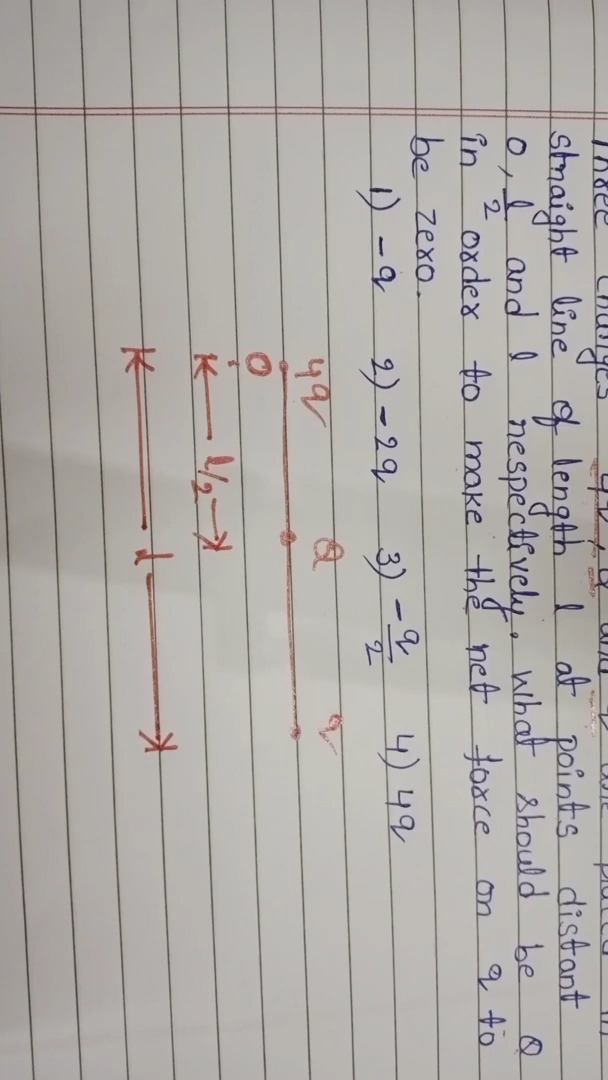 straight line of length l at points distant
0, l/2 and l respectively. what should be Q
in order to make the net force on q to
be zero.
1) -q 2) -2q 3) -q/2 4) 4q
4q Q q
0
l/2
l